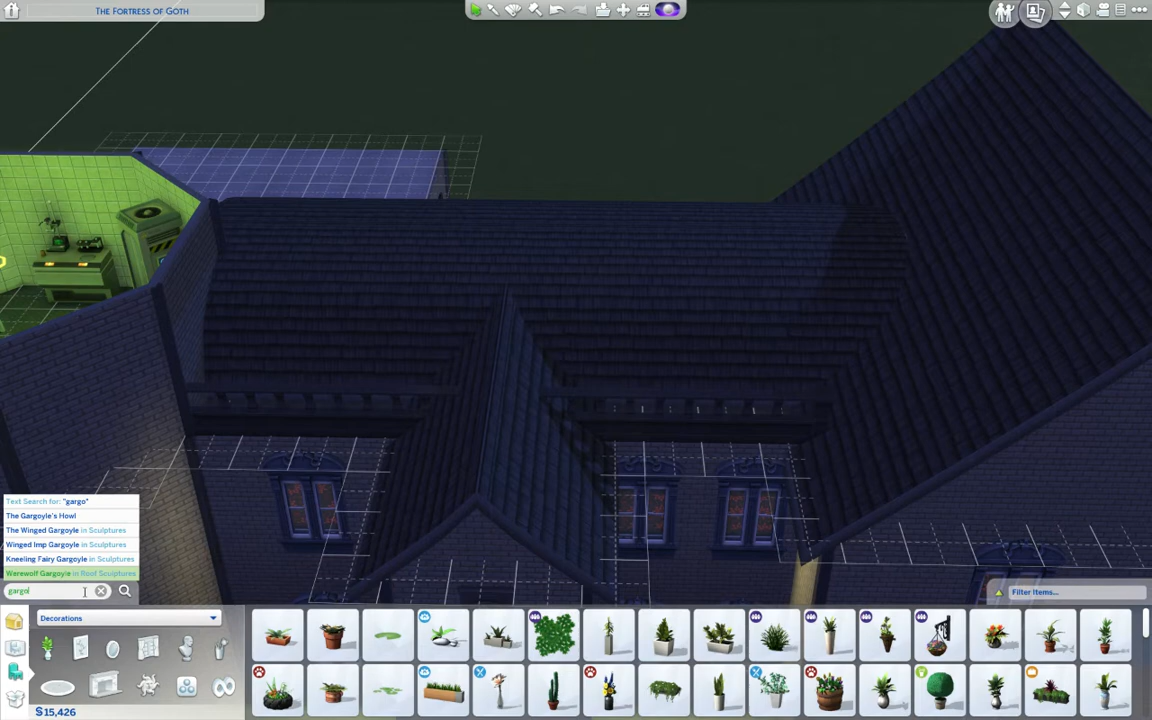 The Fortress of Goth
Text Search for: "gargo"
The Gargoyle's Howl
The Winged Gargoyle in Sculptures
Winged Imp Gargoyle in Sculptures
Kneeling Fairy Gargoyle in Sculptures
Warewolf Gargoyle in Roof Sculptures
gargol
Filter Items...
Decorations
§15,426